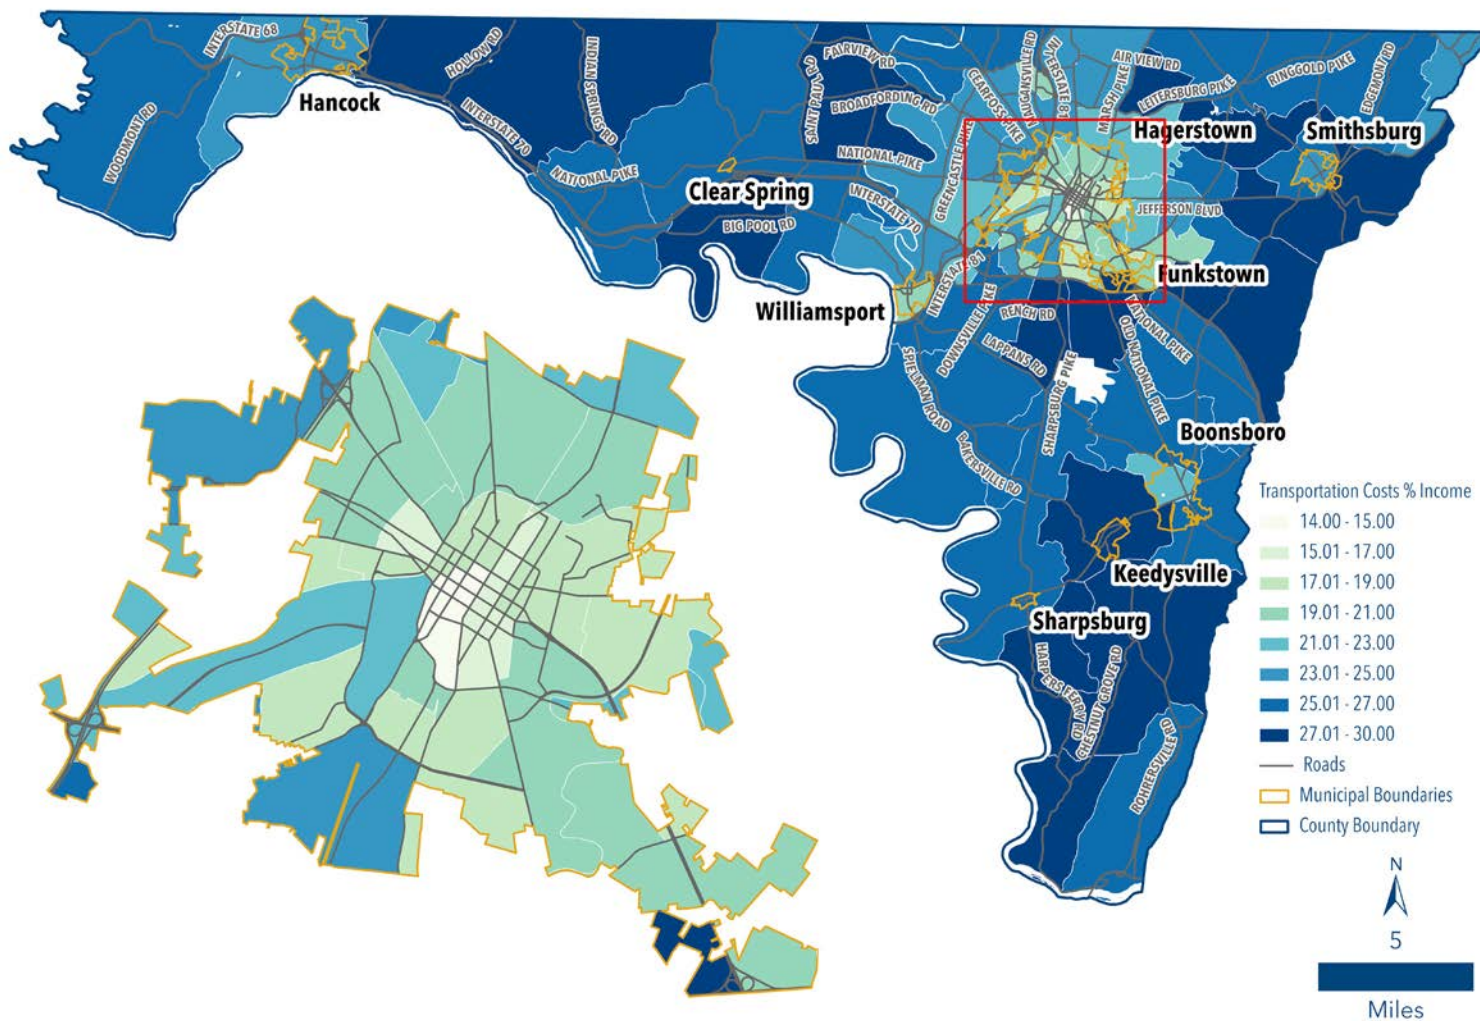 INTERSTATE 68
HOLLOW RD
INDIAN SPRINGS RD
SAINT PAUL RD
FAIRVIEW RD
BROADFORDING RD
CEARFOSS PIKE
MAUGANSVILLE RD
INTERSTATE 81
MARSH PIKE
AIR VIEW RD
LEITERSBURG PIKE
RINGGOLD PIKE
EDGEMONT RD
WOODMONT RD
Hancock
INTERSTATE 70
NATIONAL PIKE
NATIONAL PIKE
GREENCASTLE PIKE
Hagerstown
Smithsburg
Clear Spring
BIG POOL RD
INTERSTATE 70
JEFFERSON BLVD
INTERSTATE 81
Funkstown
Williamsport
DOWNSVILLE PIKE
RENCH RD
NATIONAL PIKE
OLD NATIONAL PIKE
LAPPANS RD
SPIELMAN ROAD
SHARPSBURG PIKE
BAKERSVILLE RD
Boonsboro
Keedysville
Sharpsburg
HARPERS FERRY RD
CHESTNUT GROVE RD
ROHRERSVILLE RD
Transportation Costs % Income
14.00 - 15.00
15.01 - 17.00
17.01 - 19.00
19.01 - 21.00
21.01 - 23.00
23.01 - 25.00
25.01 - 27.00
27.01 - 30.00
Roads
Municipal Boundaries
County Boundary
N
5
Miles